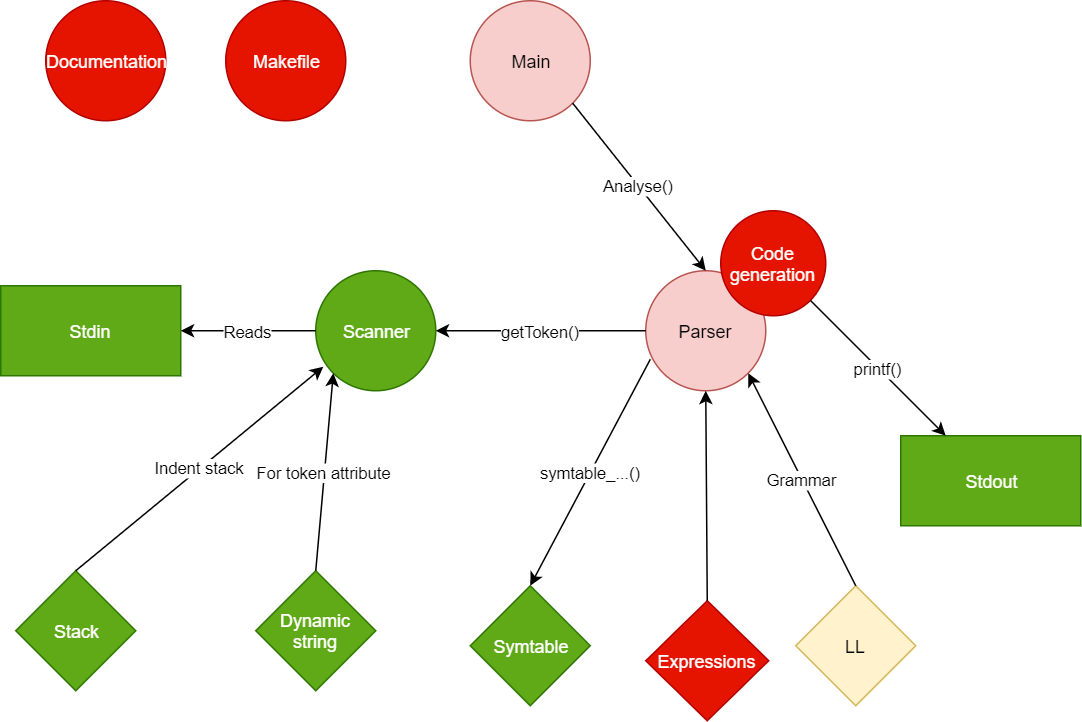 Documentation
Makefile
Main
Analyse()
Code
generation
Stdin
Reads
Scanner
getToken()
Parser
printf()
Indent stack
For token attribute
symtable_...()
Grammar
Stdout
Stack
Dynamic
string
Symtable
Expressions
LL